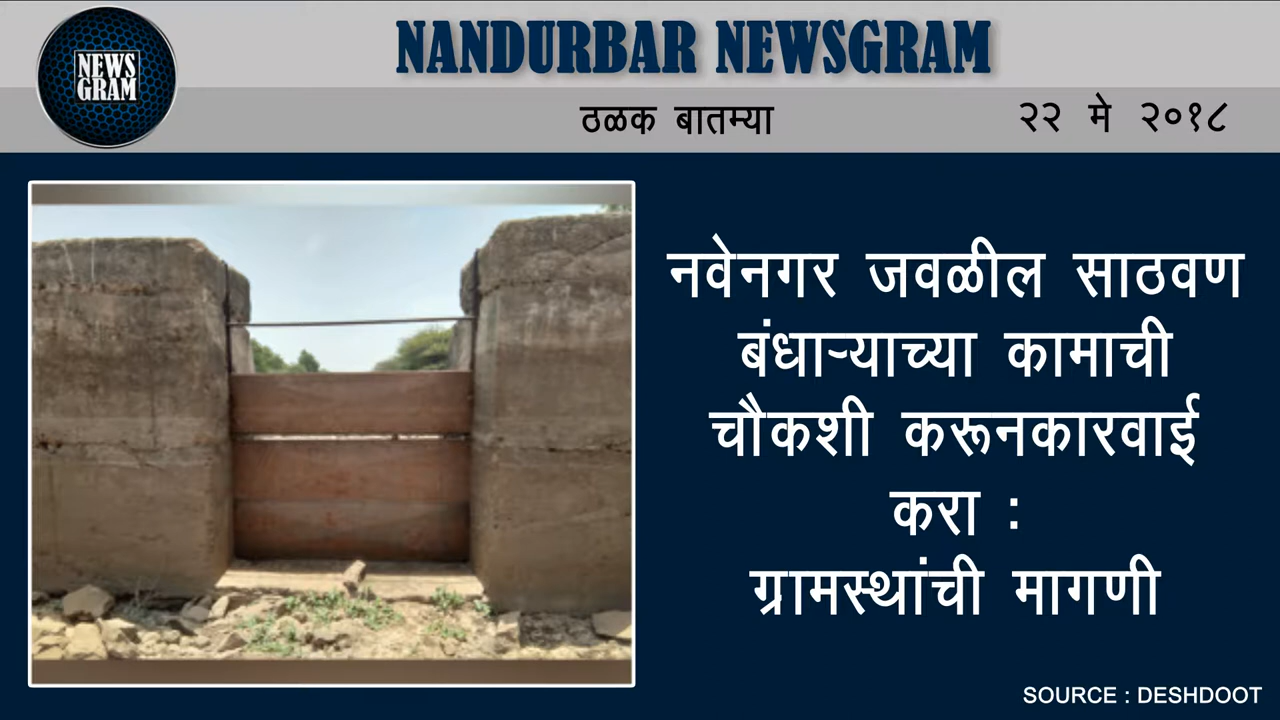 NEWS
GRAM
NANDURBAR NEWSGRAM
ठळक बातम्या
२२ मे २०१८
नवेनगर जवळील साठवण
बंधाऱ्याच्या कामाची
चौकशी करूनकारवाई
करा :
ग्रामस्थांची मागणी
SOURCE : DESHDOOT